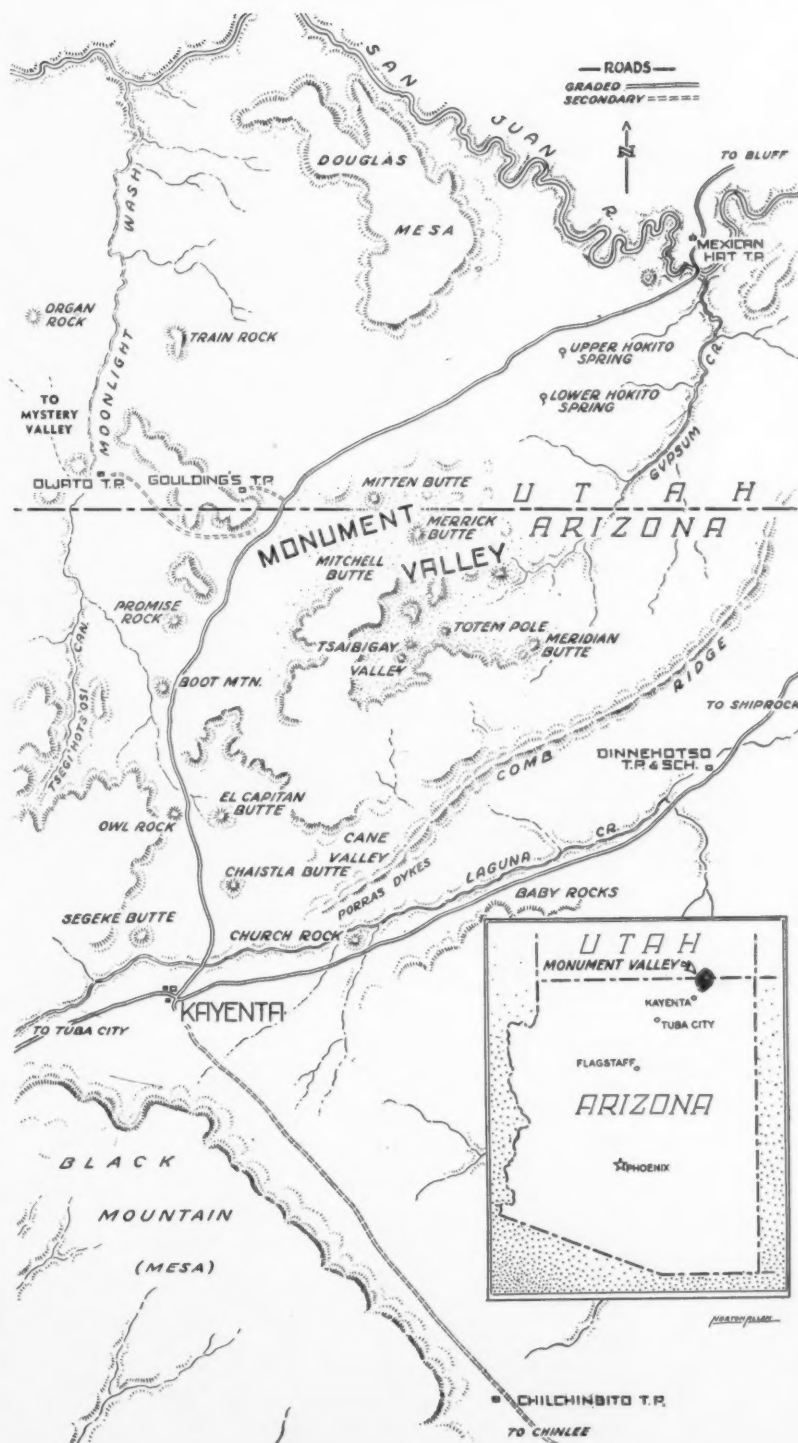 ROADS
GRADED
SECONDARY
N
SAN JUAN R.
TO BLUFF
DOUGLAS
MESA
MEXICAN
HAT T.P.
MOONLIGHT WASH
ORGAN
ROCK
TRAIN ROCK
UPPER HOKITO
SPRING
LOWER HOKITO
SPRING
GYPSUM CR.
TO
MYSTERY
VALLEY
OLJATO T.P.
GOULDING'S T.P.
MITTEN BUTTE
UTAH
ARIZONA
MONUMENT
VALLEY
MERRICK
BUTTE
MITCHELL
BUTTE
PROMISE
ROCK
TOTEM POLE
TSAIBIGAY
VALLEY
MERIDIAN
BUTTE
BOOT MTN.
TSEGI HOTS'OSI CAN.
COMB RIDGE
TO SHIPROCK
DINNEHOTSO
T.P. & SCH.
EL CAPITAN
BUTTE
OWL ROCK
CANE
VALLEY
CHAISTLA BUTTE
PORRAS DYKES
LAGUNA CR.
BABY ROCKS
SEGEKE BUTTE
CHURCH ROCK
KAYENTA
TO TUBA CITY
BLACK
MOUNTAIN
(MESA)
CHILCHINBITO T.P.
TO CHINLEE
UTAH
MONUMENT VALLEY
KAYENTA
TUBA CITY
FLAGSTAFF
ARIZONA
PHOENIX
NORTON ALLEN